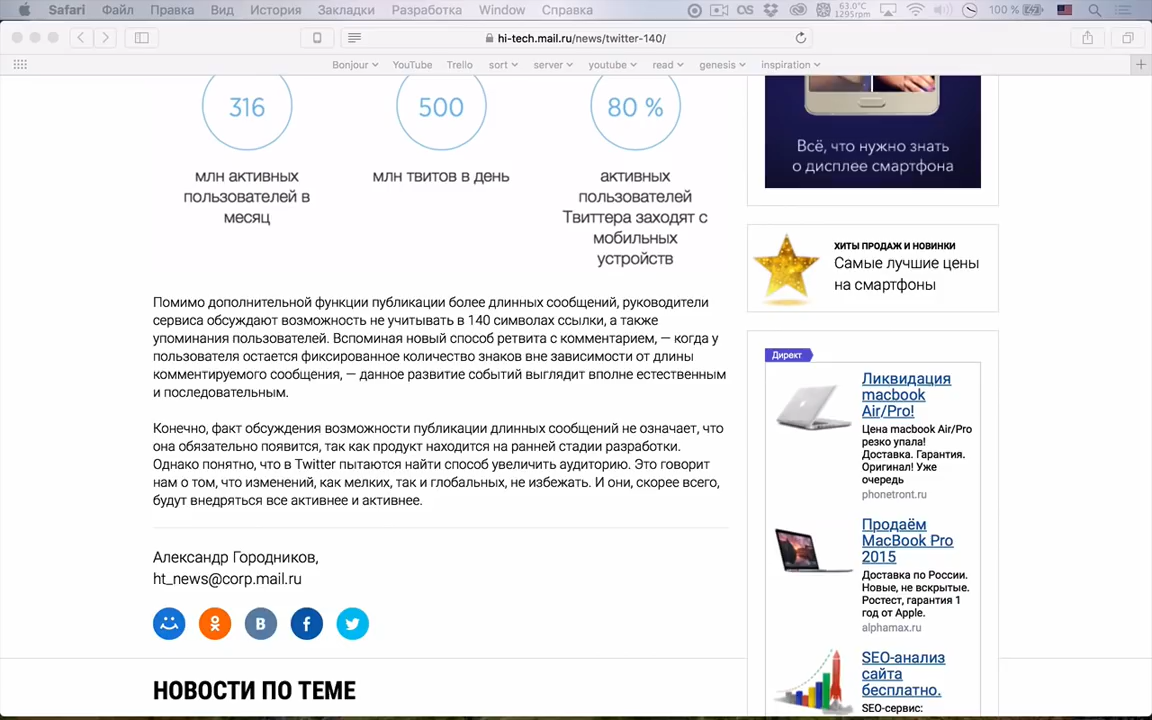 Safari Файл Правка Вид История Закладки Разработка Window Справка 63.0°C 1295rpm 100 %
hi-tech.mail.ru/news/twitter-140/
Bonjour YouTube Trello sort server youtube read genesis inspiration
316
млн активных
пользователей в
месяц
500
млн твитов в день
80 %
активных
пользователей
Твиттера заходят с
мобильных
устройств
Помимо дополнительной функции публикации более длинных сообщений, руководители
сервиса обсуждают возможность не учитывать в 140 символах ссылки, а также
упоминания пользователей. Вспоминая новый способ ретвита с комментарием, — когда у
пользователя остается фиксированное количество знаков вне зависимости от длины
комментируемого сообщения, — данное развитие событий выглядит вполне естественным
и последовательным.
Конечно, факт обсуждения возможности публикации длинных сообщений не означает, что
она обязательно появится, так как продукт находится на ранней стадии разработки.
Однако понятно, что в Twitter пытаются найти способ увеличить аудиторию. Это говорит
нам о том, что изменений, как мелких, так и глобальных, не избежать. И они, скорее всего,
будут внедряться все активнее и активнее.
Александр Городников,
ht_news@corp.mail.ru
НОВОСТИ ПО ТЕМЕ
Всё, что нужно знать
о дисплее смартфона
ХИТЫ ПРОДАЖ И НОВИНКИ
Самые лучшие цены
на смартфоны
Директ
Ликвидация
macbook
Air/Pro!
Цена macbook Air/Pro
резко упала!
Доставка. Гарантия.
Оригинал! Уже
очередь
phonetront.ru
Продаём
MacBook Pro
2015
Доставка по России.
Новые, не вскрытые.
Ростест, гарантия 1
год от Apple.
alphamax.ru
SEO-анализ
сайта
бесплатно.
SEO-сервис: